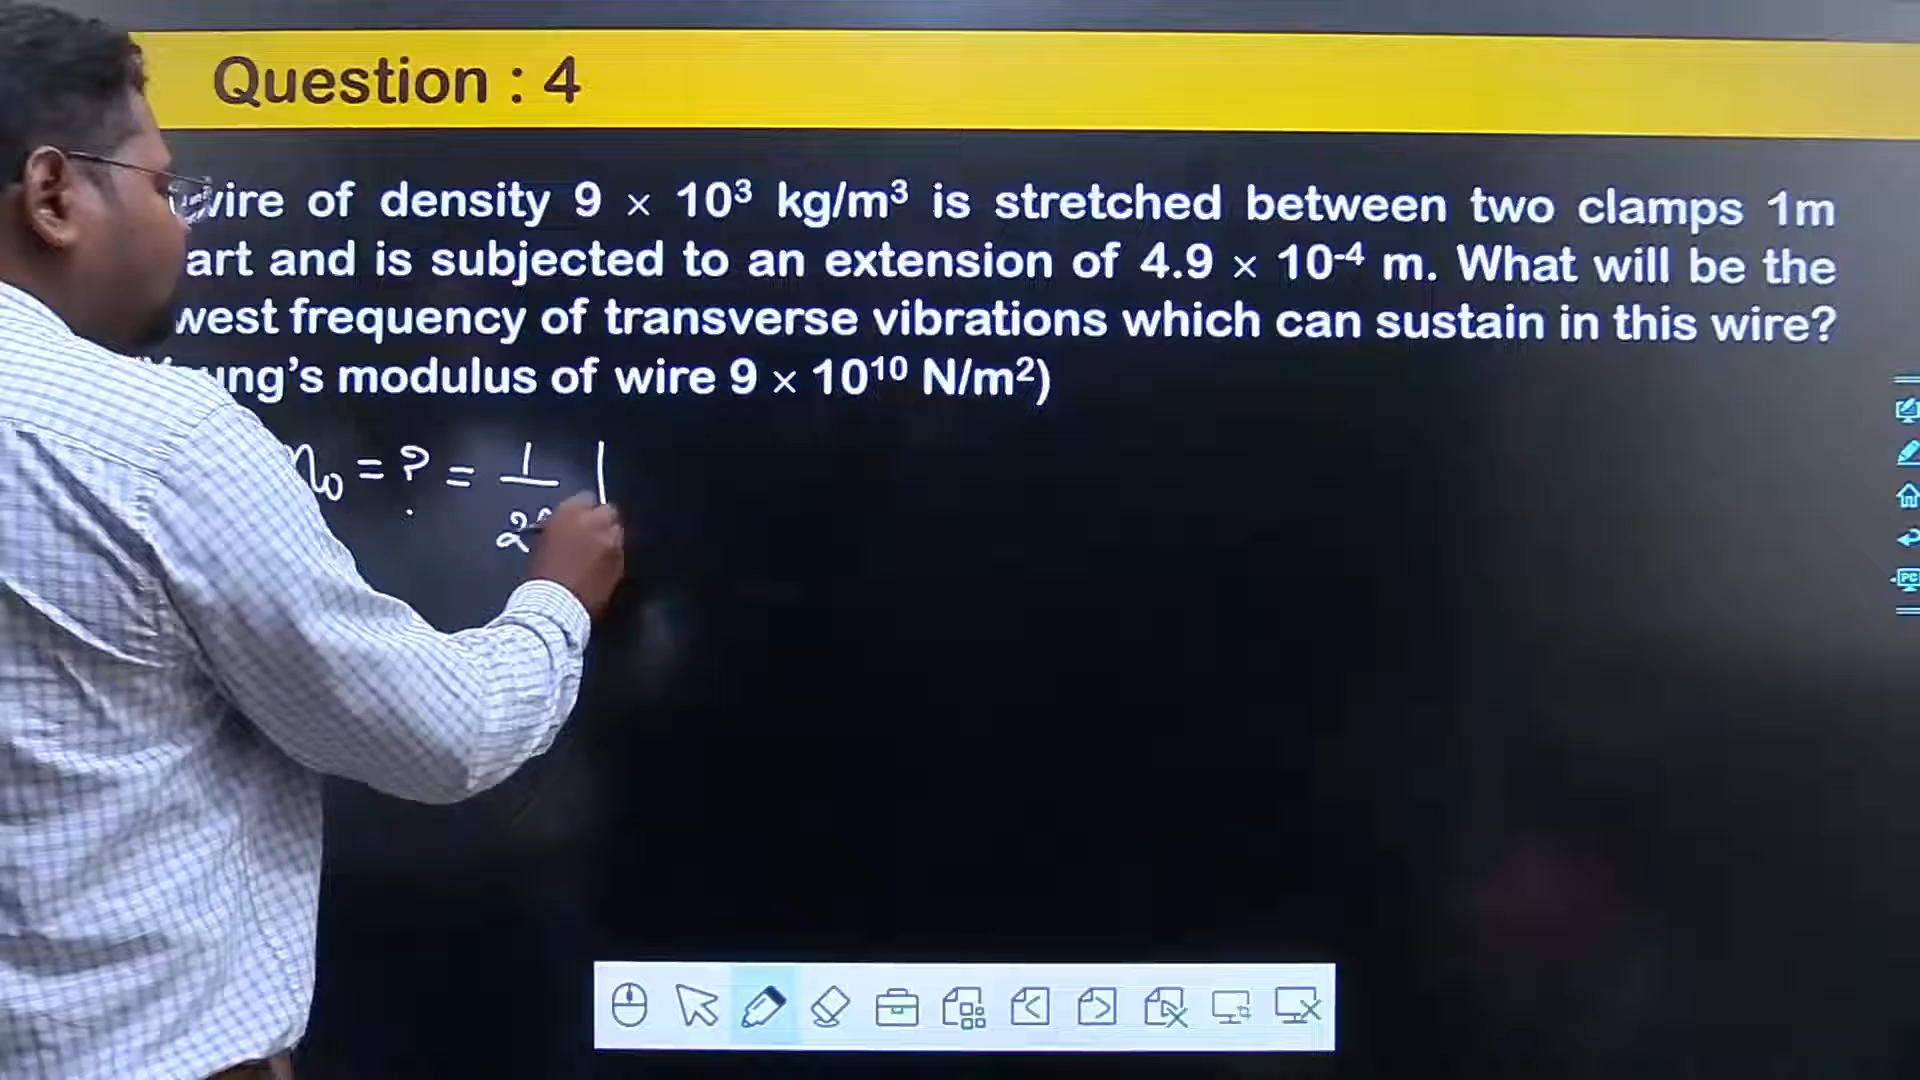 Question : 4
wire of density 9 × 10³ kg/m³ is stretched between two clamps 1m
art and is subjected to an extension of 4.9 × 10⁻⁴ m. What will be the
west frequency of transverse vibrations which can sustain in this wire?
ung’s modulus of wire 9 × 10¹⁰ N/m²)
n₀ = ? = 1
2
PC